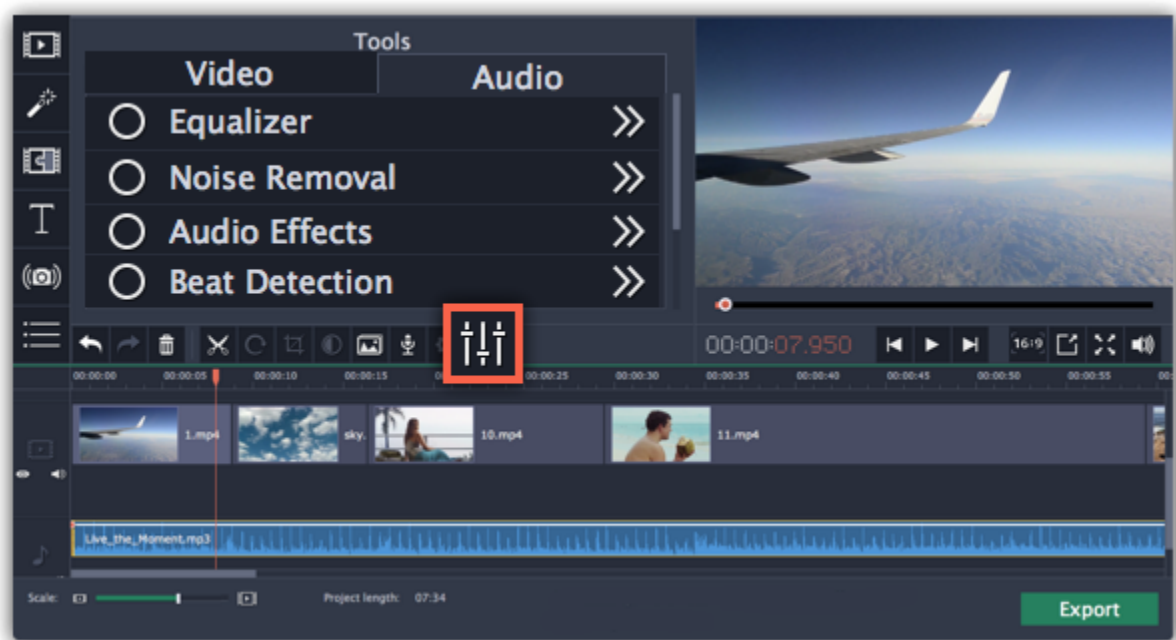 Tools
Video Audio
Equalizer
Noise Removal
Audio Effects
Beat Detection
T
00:00:07.950
16:9
00:00:00 00:00:05 00:00:10 00:00:15 00:00:25 00:00:30 00:00:35 00:00:40 00:00:45 00:00:50 00:00:55
1.mp4 sky. 10.mp4 11.mp4
Live_the_Moment.mp3
Scale: Project length: 07:34
Export